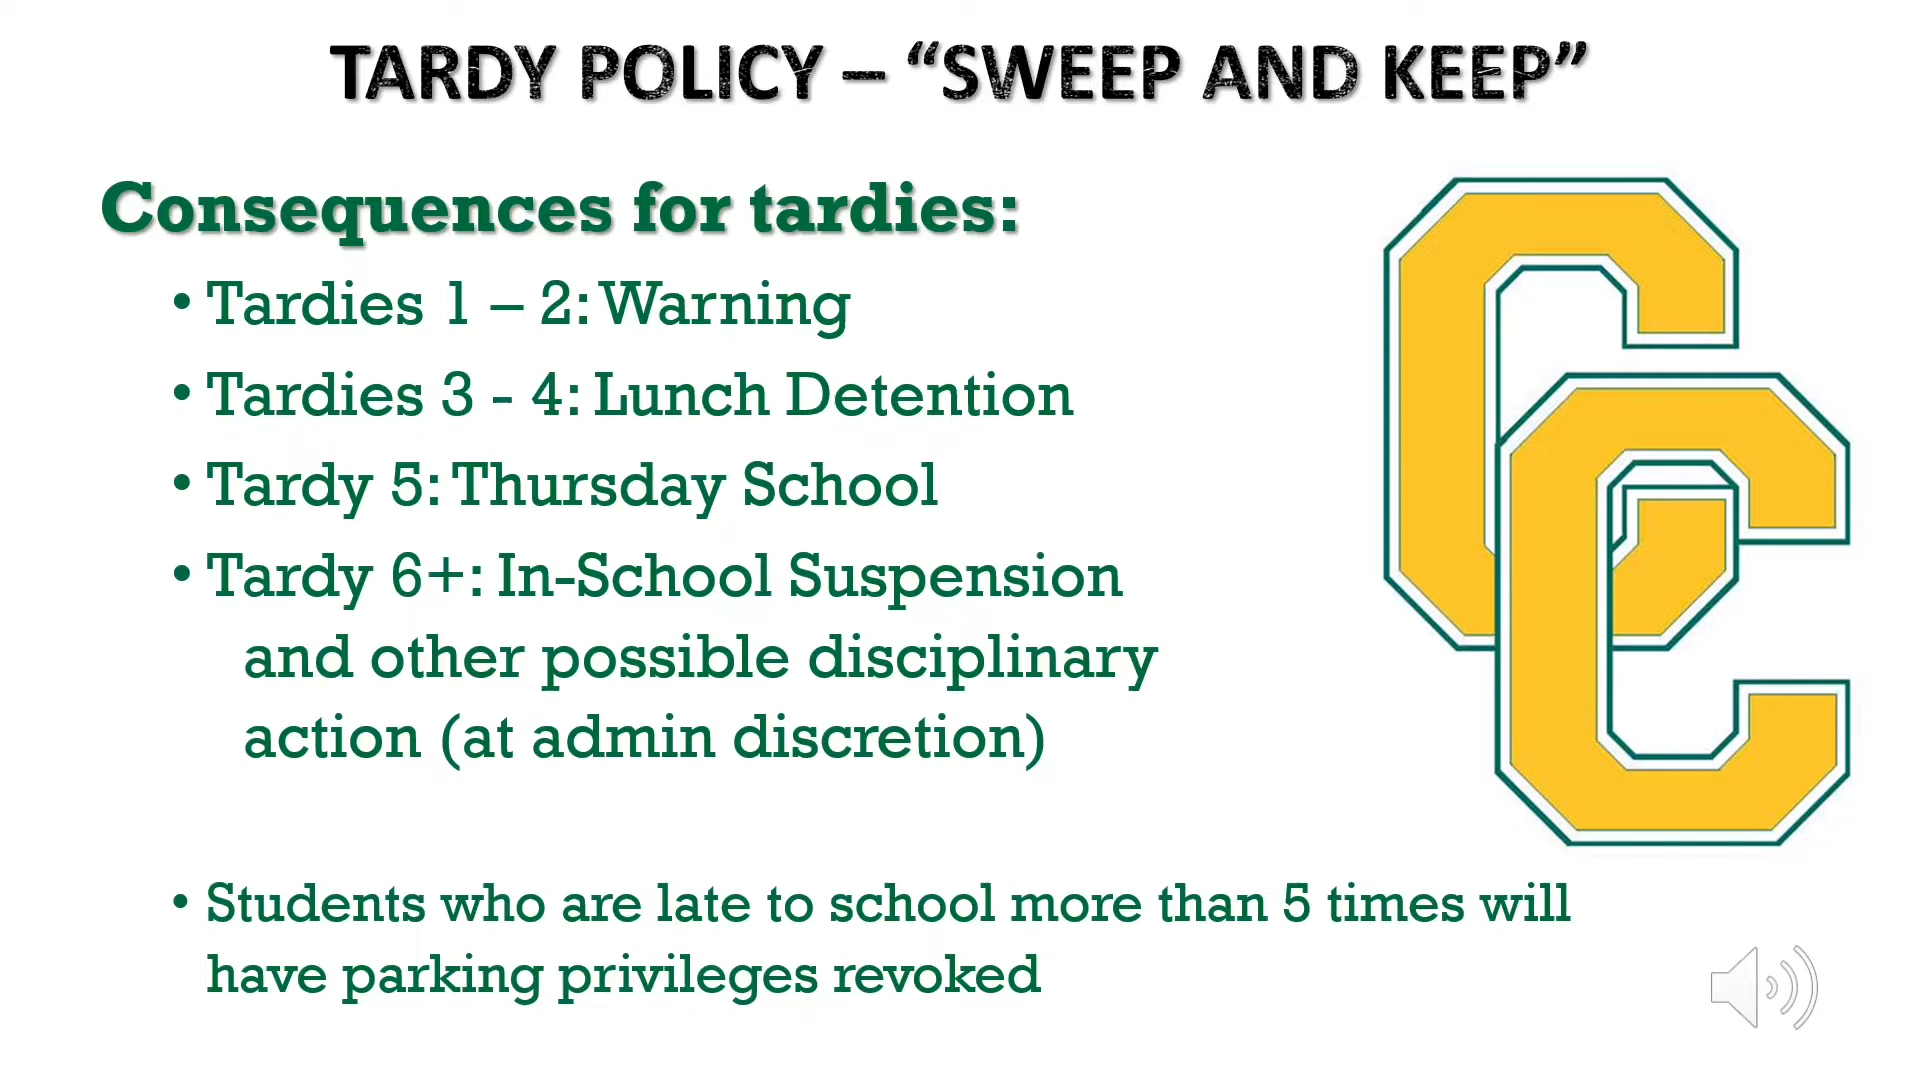 TARDY POLICY – “SWEEP AND KEEP”
Consequences for tardies:
• Tardies 1 – 2: Warning
• Tardies 3 - 4: Lunch Detention
• Tardy 5: Thursday School
• Tardy 6+: In-School Suspension
and other possible disciplinary
action (at admin discretion)
CC
• Students who are late to school more than 5 times will
have parking privileges revoked